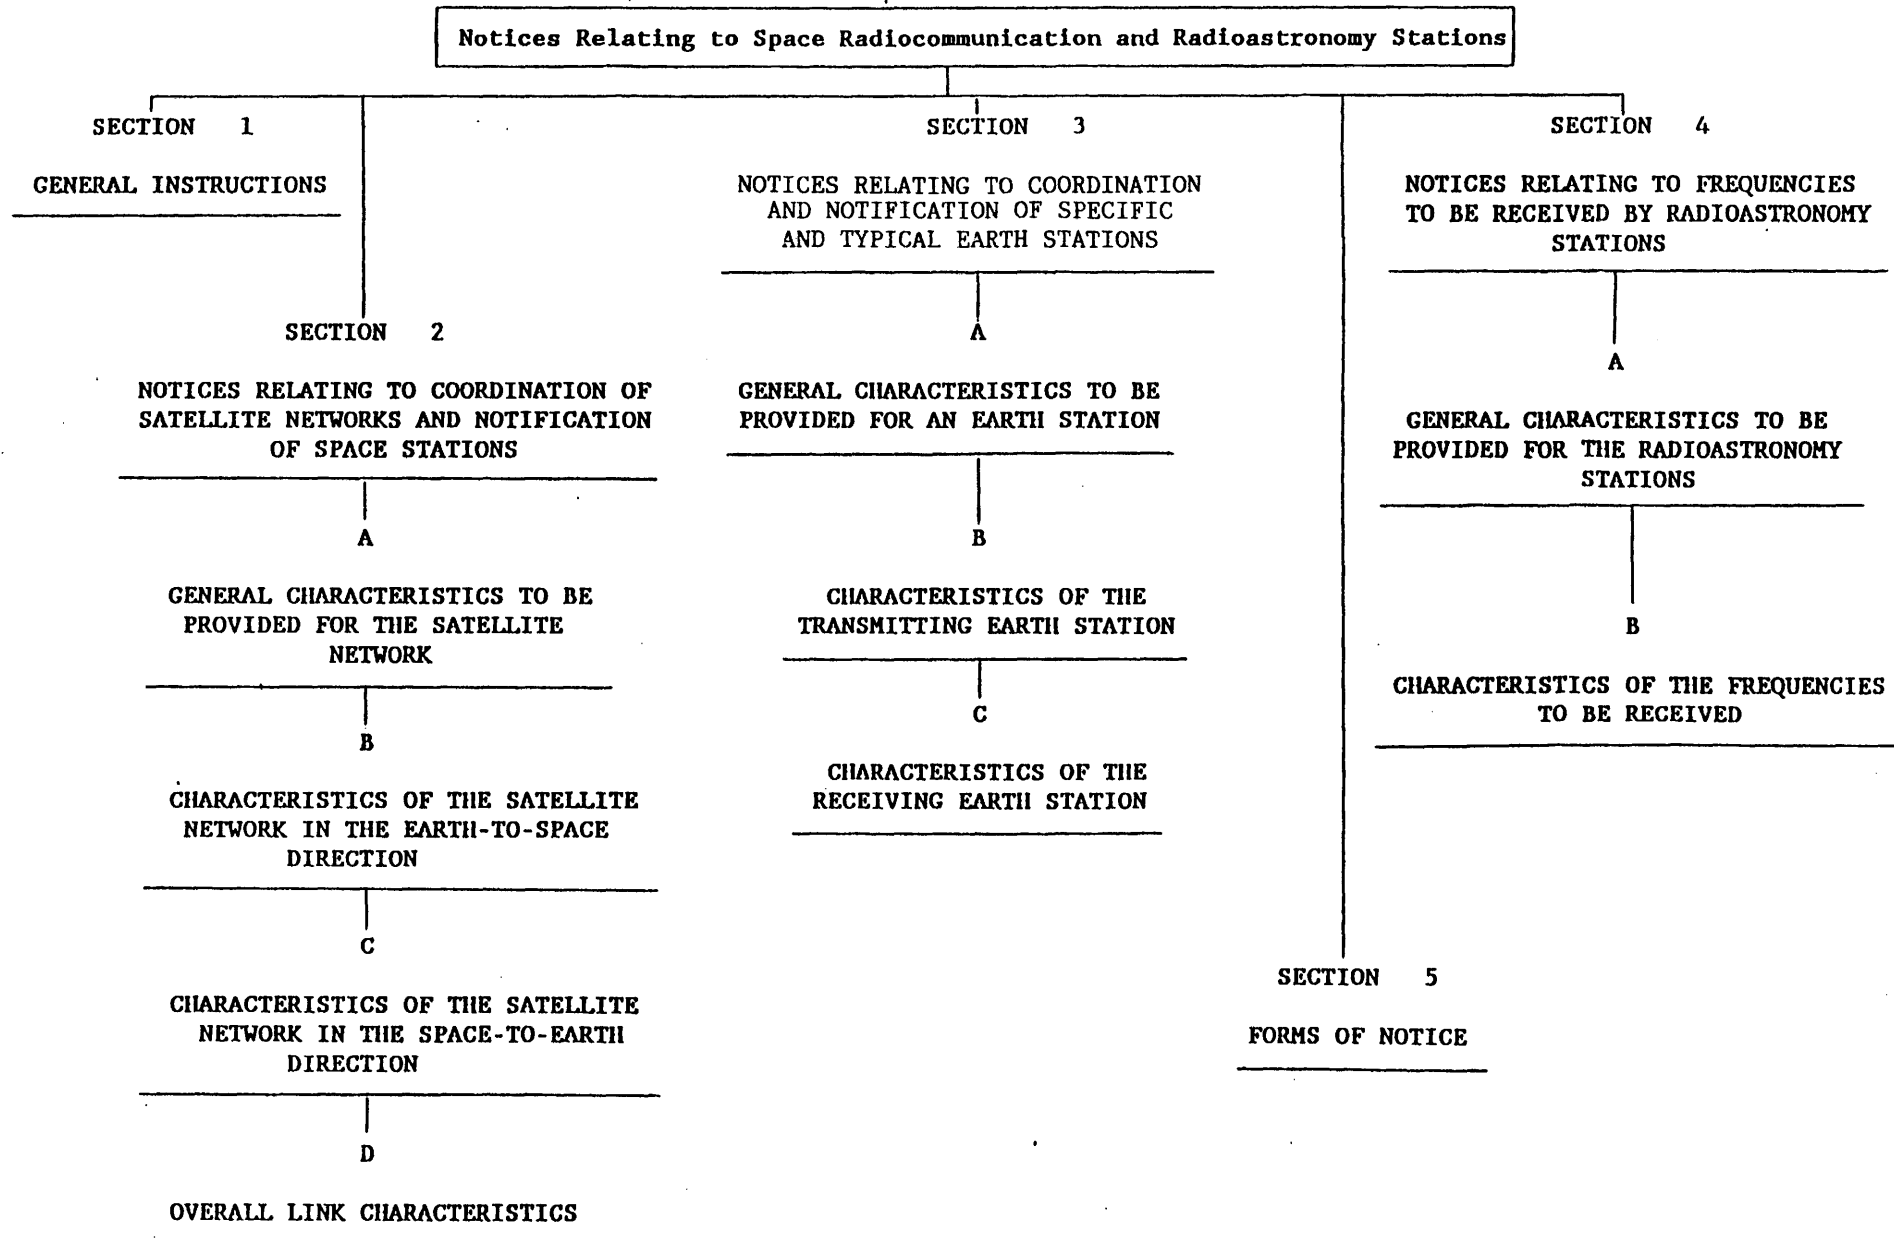 Notices Relating to Space Radiocommunication and Radioastronomy Stations
SECTION 1
GENERAL INSTRUCTIONS
SECTION 2
NOTICES RELATING TO COORDINATION OF
SATELLITE NETWORKS AND NOTIFICATION
OF SPACE STATIONS
A
GENERAL CHARACTERISTICS TO BE
PROVIDED FOR THE SATELLITE
NETWORK
B
CHARACTERISTICS OF THE SATELLITE
NETWORK IN THE EARTH-TO-SPACE
DIRECTION
C
CHARACTERISTICS OF THE SATELLITE
NETWORK IN THE SPACE-TO-EARTH
DIRECTION
D
OVERALL LINK CHARACTERISTICS
SECTION 3
NOTICES RELATING TO COORDINATION
AND NOTIFICATION OF SPECIFIC
AND TYPICAL EARTH STATIONS
A
GENERAL CHARACTERISTICS TO BE
PROVIDED FOR AN EARTH STATION
B
CHARACTERISTICS OF THE
TRANSMITTING EARTH STATION
C
CHARACTERISTICS OF THE
RECEIVING EARTH STATION
SECTION 4
NOTICES RELATING TO FREQUENCIES
TO BE RECEIVED BY RADIOASTRONOMY
STATIONS
A
GENERAL CHARACTERISTICS TO BE
PROVIDED FOR THE RADIOASTRONOMY
STATIONS
B
CHARACTERISTICS OF THE FREQUENCIES
TO BE RECEIVED
SECTION 5
FORMS OF NOTICE